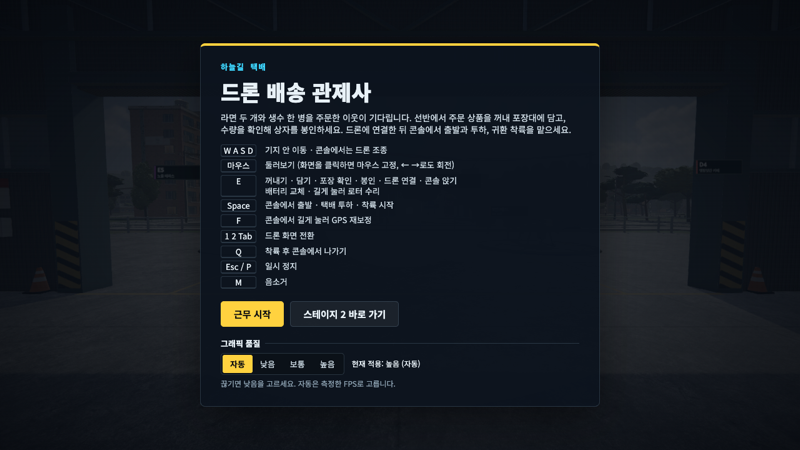 하늘길 택배
드론 배송 관제사
라면 두 개와 생수 한 병을 주문한 이웃이 기다립니다. 선반에서 주문 상품을 꺼내 포장대에 담고,
수량을 확인해 상자를 봉인하세요. 드론에 연결한 뒤 콘솔에서 출발과 투하, 귀환 착륙을 맡으세요.
W A S D 기지 안 이동 · 콘솔에서는 드론 조종
마우스 둘러보기 (화면을 클릭하면 마우스 고정, ← →로도 회전)
E 꺼내기 · 담기 · 포장 확인 · 봉인 · 드론 연결 · 콘솔 앉기
배터리 교체 · 길게 눌러 로터 수리
Space 콘솔에서 출발 · 택배 투하 · 착륙 시작
F 콘솔에서 길게 눌러 GPS 재보정
1 2 Tab 드론 화면 전환
Q 착륙 후 콘솔에서 나가기
Esc / P 일시 정지
M 음소거
근무 시작 스테이지 2 바로 가기
그래픽 품질
자동 낮음 보통 높음 현재 적용: 높음 (자동)
끊기면 낮음을 고르세요. 자동은 측정한 FPS로 고릅니다.